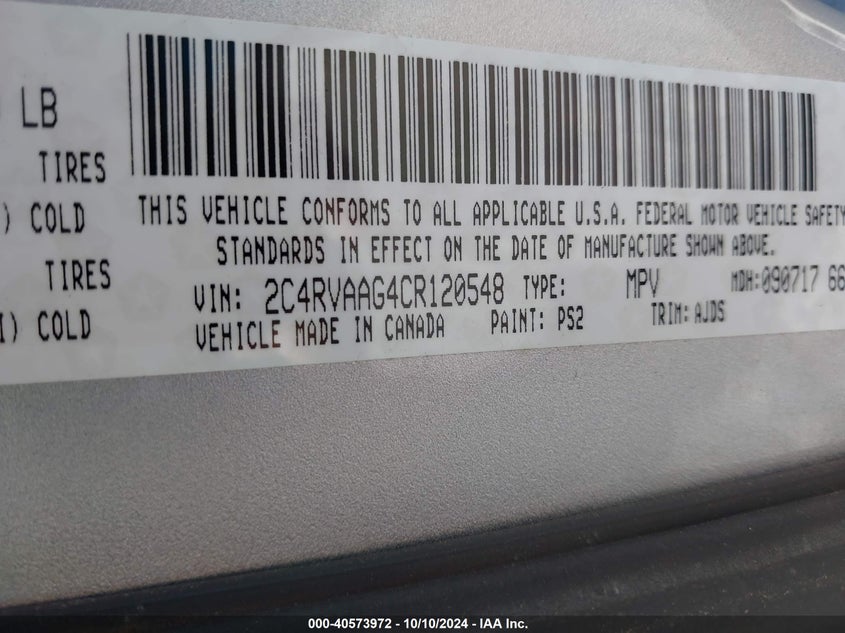 LB
TIRES
) COLD
TIRES
I) COLD
THIS VEHICLE CONFORMS TO ALL APPLICABLE U.S.A. FEDERAL MOTOR VEHICLE SAFETY
STANDARDS IN EFFECT ON THE DATE OF MANUFACTURE SHOWN ABOVE.
VIN: 2C4RVAAG4CR120548 TYPE: MPV MDH:090717 66
VEHICLE MADE IN CANADA PAINT: PS2 TRIM: AJDS
000-40573972 - 10/10/2024 - IAA Inc.